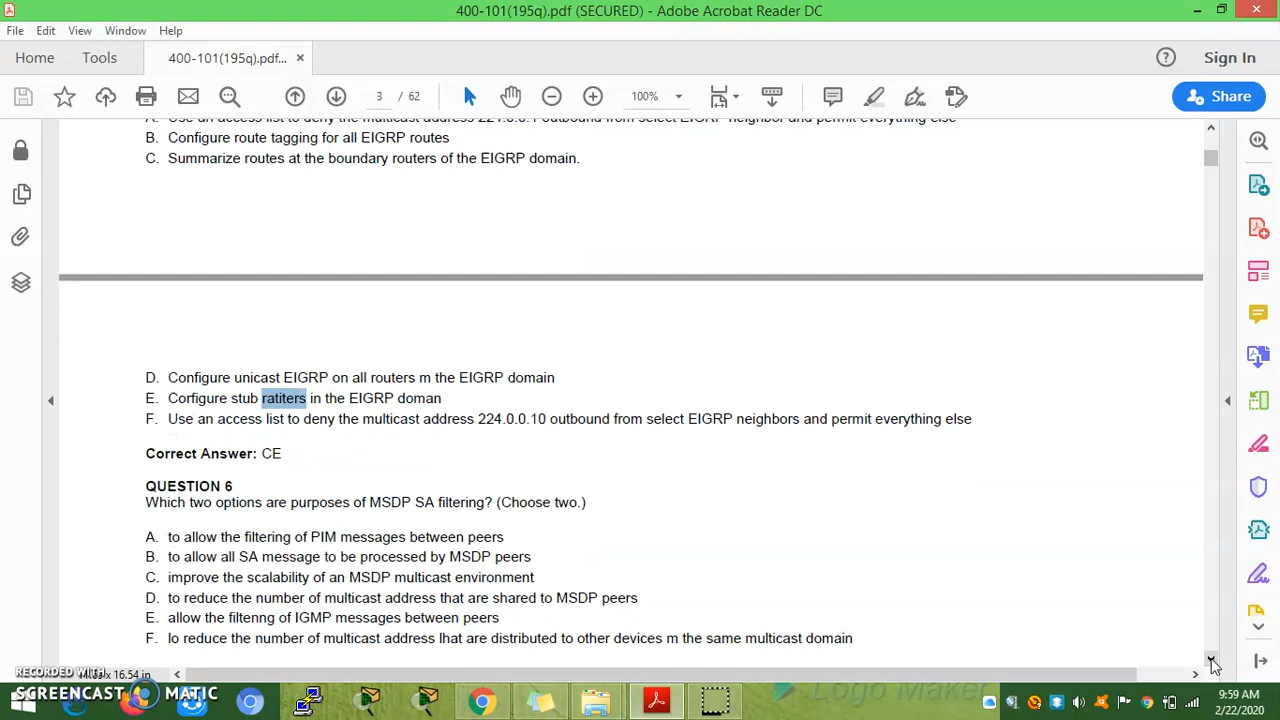 400-101(195q).pdf (SECURED) - Adobe Acrobat Reader DC
File Edit View Window Help
Home Tools 400-101(195q).pdf... × Sign In
3 / 62 100% Share
A. Use an access list to deny the multicast address 224.0.0.1 outbound from select EIGRP neighbor and permit everything else
B. Configure route tagging for all EIGRP routes
C. Summarize routes at the boundary routers of the EIGRP domain.
D. Configure unicast EIGRP on all routers m the EIGRP domain
E. Corfigure stub ratiters in the EIGRP doman
F. Use an access list to deny the multicast address 224.0.0.10 outbound from select EIGRP neighbors and permit everything else
Correct Answer: CE
QUESTION 6
Which two options are purposes of MSDP SA filtering? (Choose two.)
A. to allow the filtering of PIM messages between peers
B. to allow all SA message to be processed by MSDP peers
C. improve the scalability of an MSDP multicast environment
D. to reduce the number of multicast address that are shared to MSDP peers
E. allow the filtenng of IGMP messages between peers
F. lo reduce the number of multicast address lhat are distributed to other devices m the same multicast domain
RECORDED WITH
x 16.54 in
SCREENCAST MATIC
Logo Maker
9:59 AM
2/22/2020